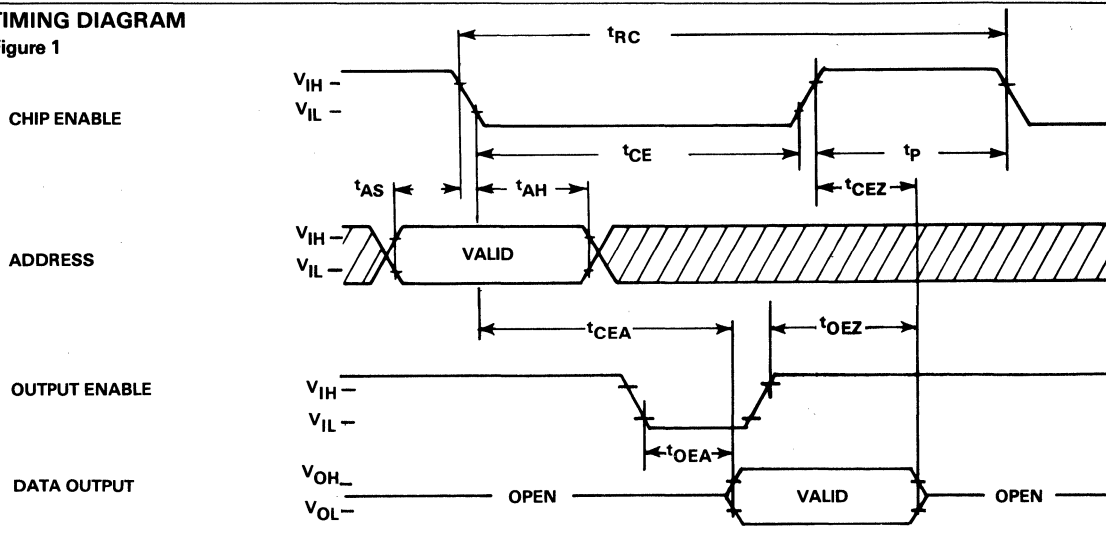 TIMING DIAGRAM
Figure 1
tRC
VIH
CHIP ENABLE
VIL
tCE
tP
tAS
tAH
tCEZ
VIH
ADDRESS
VALID
VIL
tCEA
tOEZ
OUTPUT ENABLE
VIH
VIL
tOEA
VOH
DATA OUTPUT
OPEN
VALID
OPEN
VOL